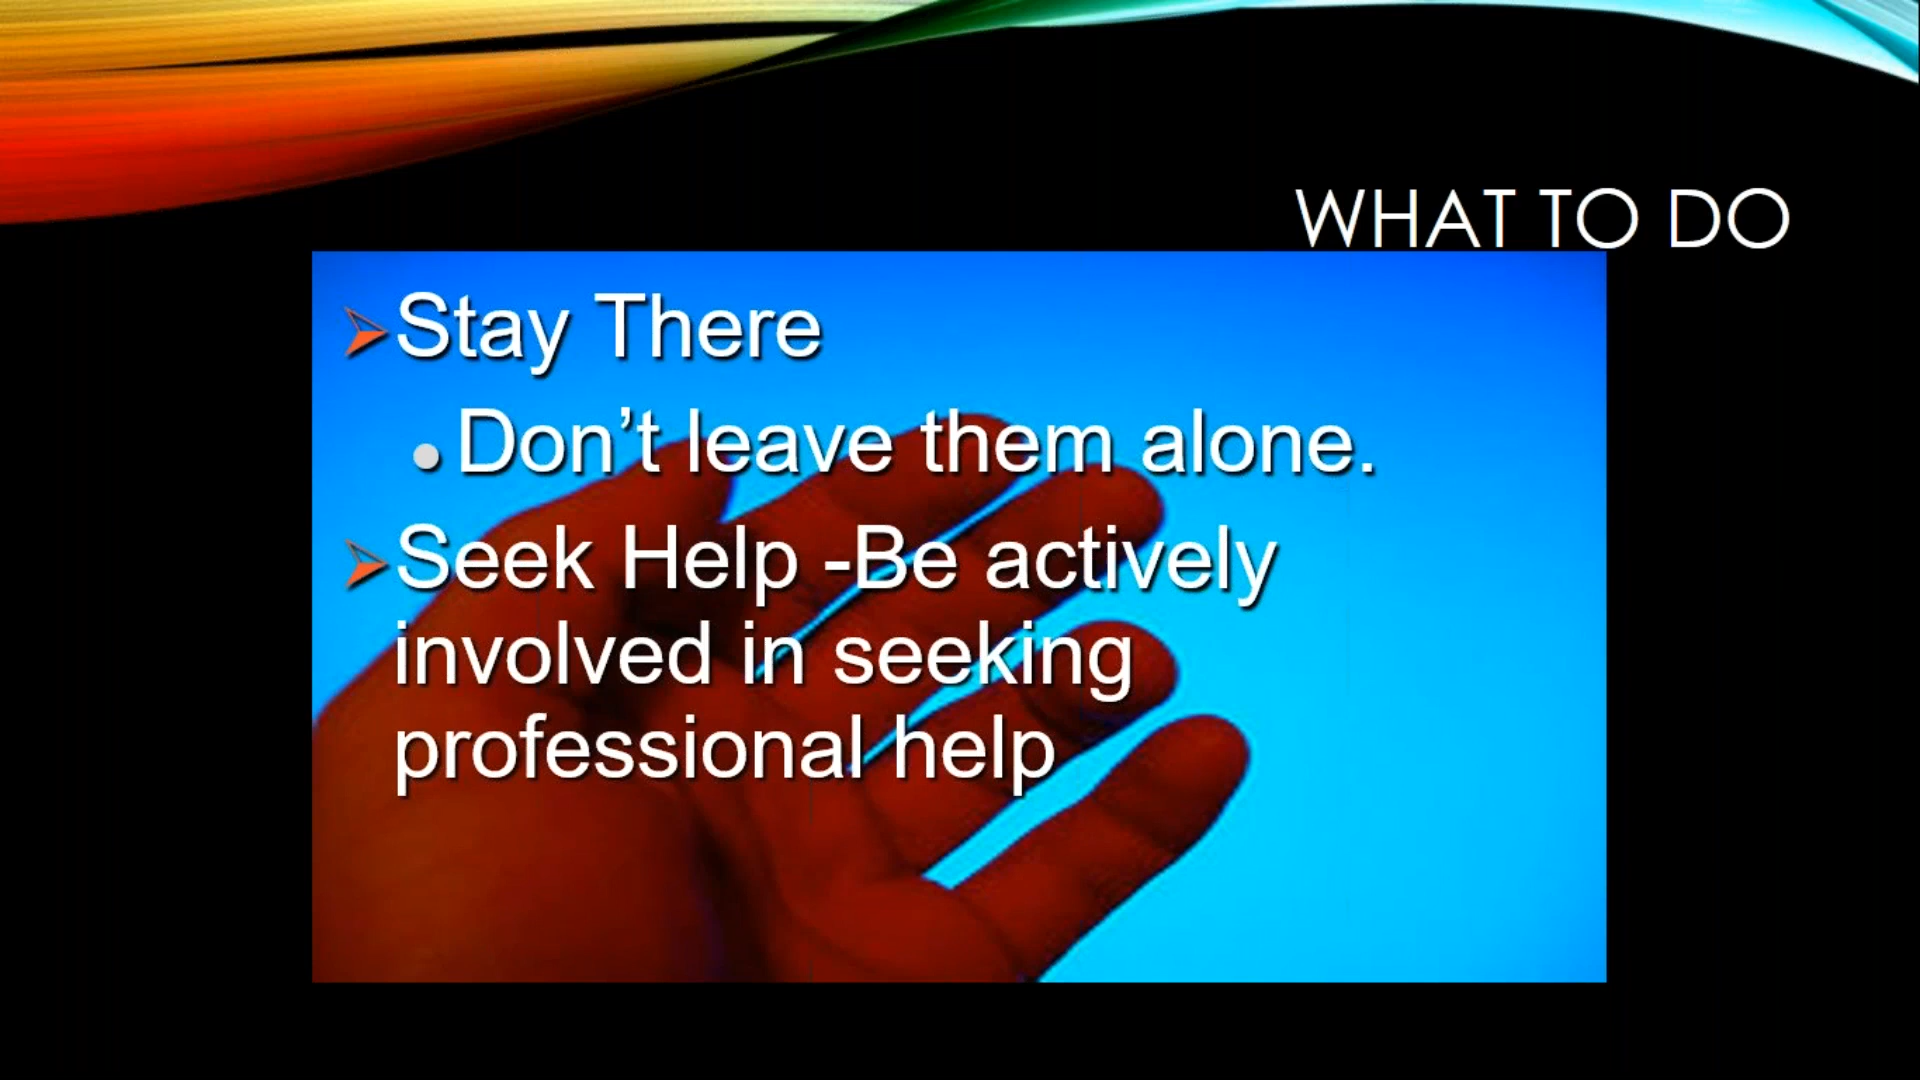 WHAT TO DO
Stay There
Don’t leave them alone.
Seek Help -Be actively
involved in seeking
professional help